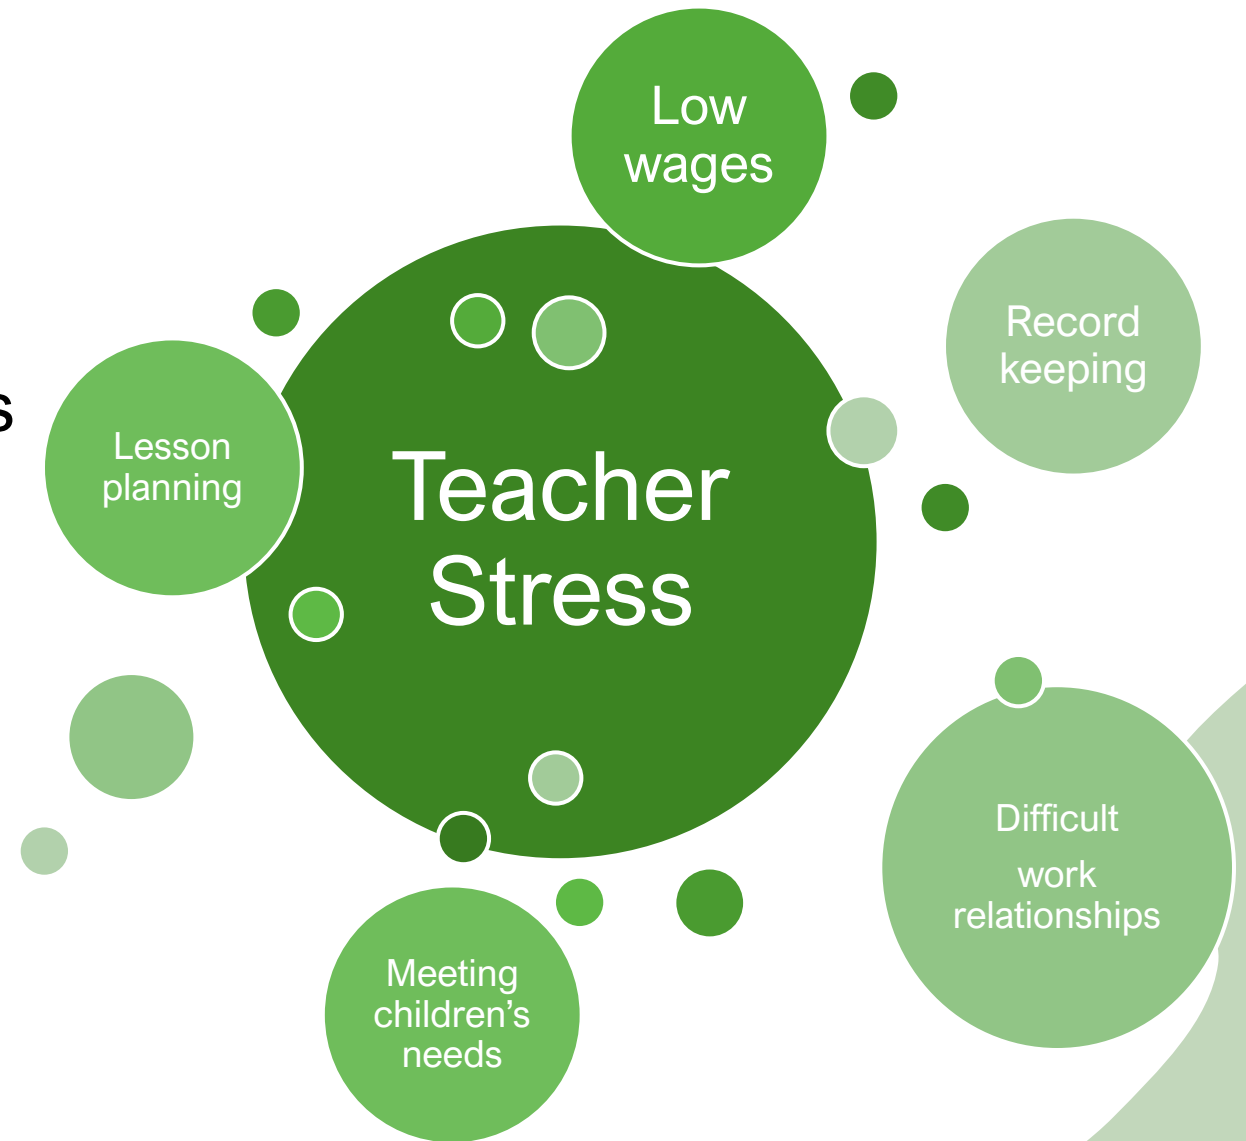 Low
wages
Record
keeping
s
Lesson
planning
Teacher
Stress
Difficult
work
relationships
Meeting
children’s
needs